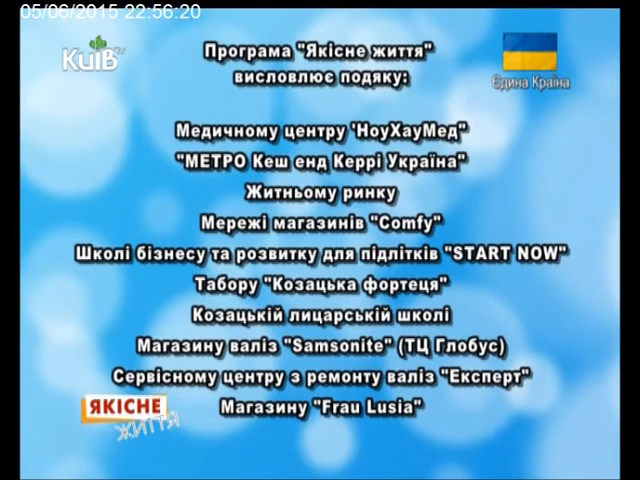 05/06/2015 22:56:20
КиїВ TV
Єдина Країна
Програма "Якісне життя"
висловлює подяку:
Медичному центру 'НоуХауМед"
"МЕТРО Кеш енд Керрі Україна"
Житньому ринку
Мережі магазинів "Comfy"
Школі бізнесу та розвитку для підлітків "START NOW"
Табору "Козацька фортеця"
Козацькій лицарській школі
Магазину валіз "Samsonite" (ТЦ Глобус)
Сервісному центру з ремонту валіз "Експерт"
Магазину "Frau Lusia"
ЯКІСНЕ
ЖИТТЯ